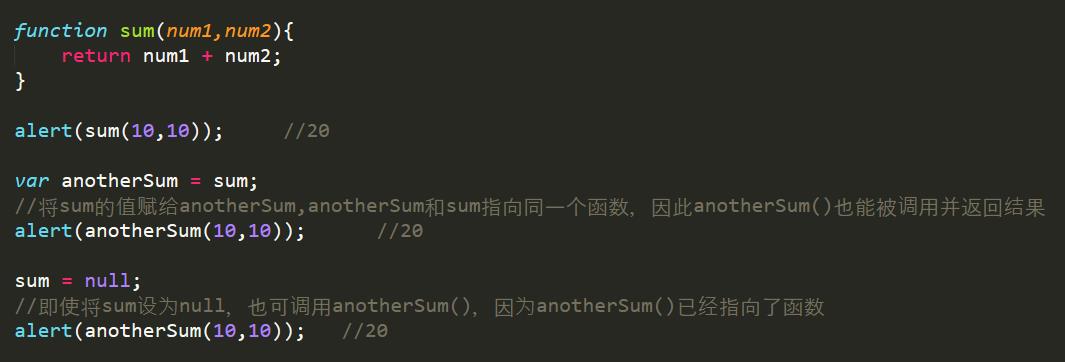 function sum(num1,num2){
    return num1 + num2;
}
alert(sum(10,10));     //20
var anotherSum = sum;
//将sum的值赋给anotherSum,anotherSum和sum指向同一个函数，因此anotherSum()也能被调用并返回结果
alert(anotherSum(10,10));      //20
sum = null;
//即使将sum设为null，也可调用anotherSum()，因为anotherSum()已经指向了函数
alert(anotherSum(10,10));   //20